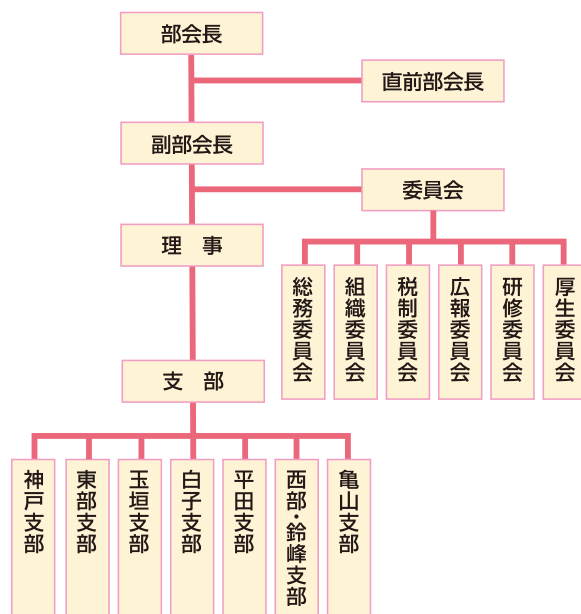 部会長
直前部会長
副部会長
委員会
理　事
総務委員会
組織委員会
税制委員会
広報委員会
研修委員会
厚生委員会
支　部
神戸支部
東部支部
玉垣支部
白子支部
平田支部
西部・鈴峰支部
亀山支部